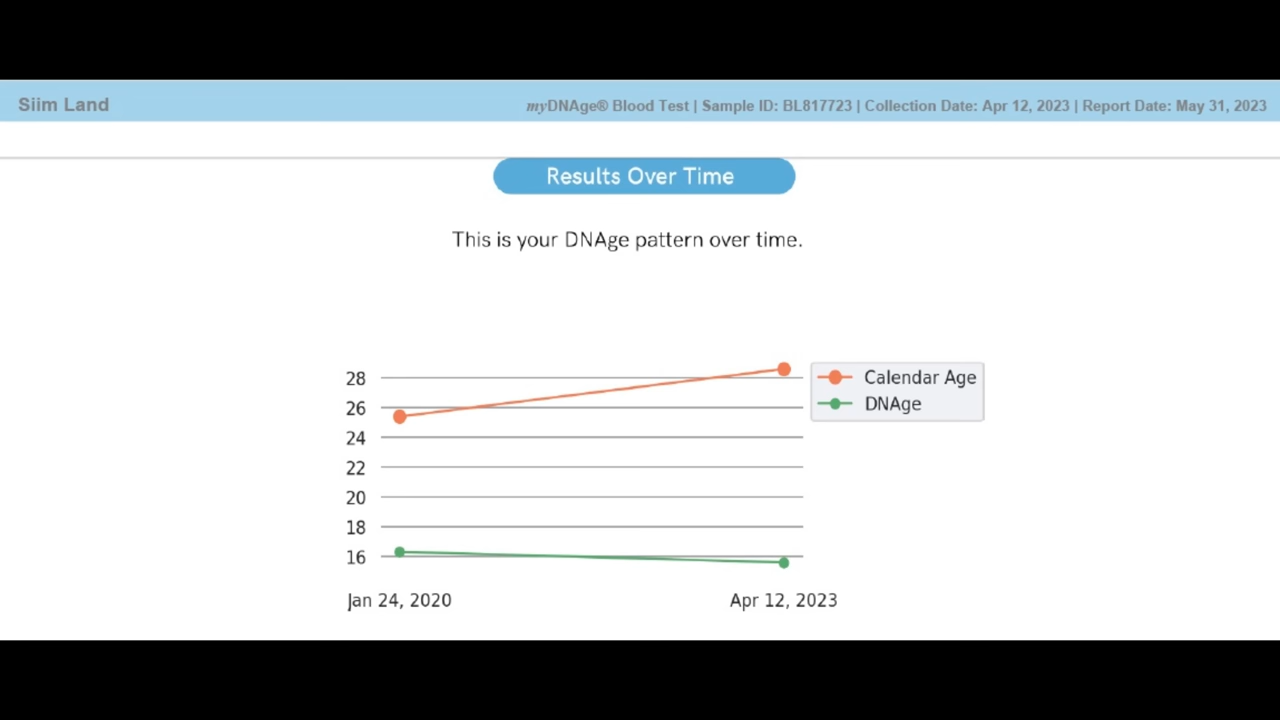 Siim Land
myDNAge® Blood Test | Sample ID: BL817723 | Collection Date: Apr 12, 2023 | Report Date: May 31, 2023
Results Over Time
This is your DNAge pattern over time.
28
26
24
22
20
18
16
Jan 24, 2020
Apr 12, 2023
Calendar Age
DNAge